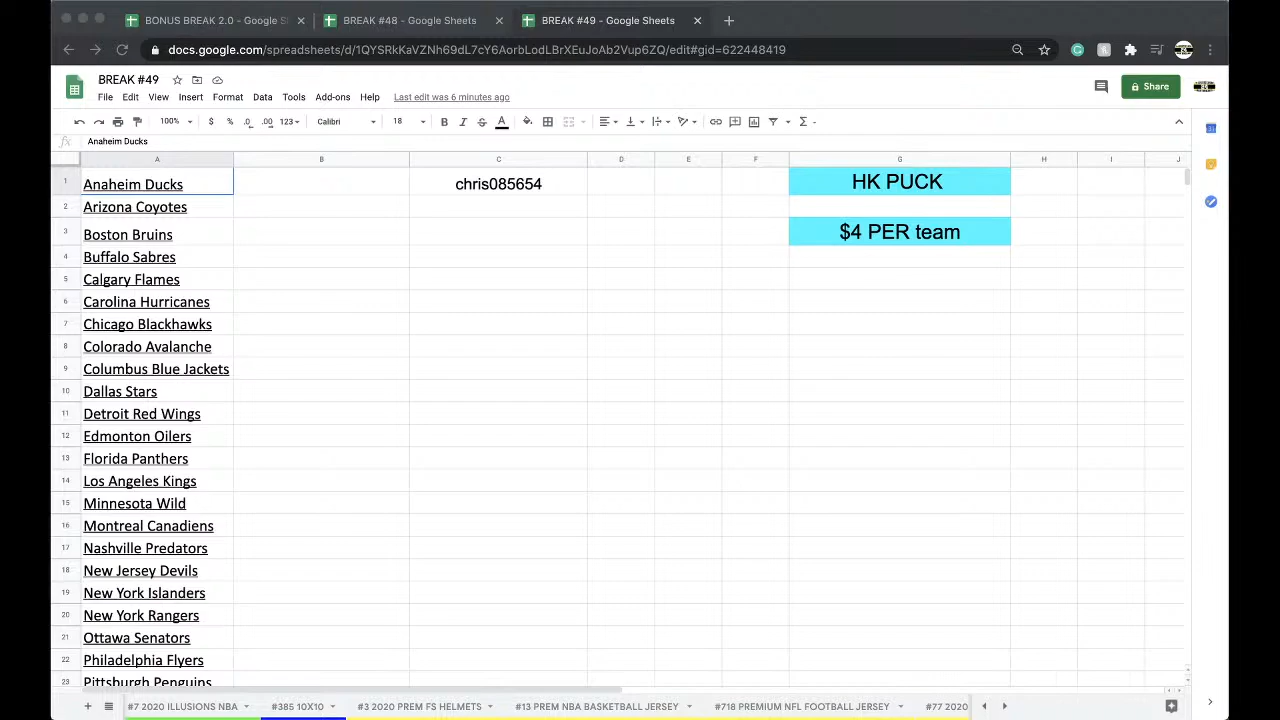 BONUS BREAK 2.0 - Google S
BREAK #48 - Google Sheets
BREAK #49 - Google Sheets
docs.google.com/spreadsheets/d/1QYSRkKaVZNh69dL7cY6AorbLodLBrXEuJoAb2Vup6ZQ/edit#gid=622448419
BREAK #49
File Edit View Insert Format Data Tools Add-ons Help Last edit was 6 minutes ago
Share
100% $ % .0 .00 123 Calibri 18 B I S A
fx Anaheim Ducks
A B C D E F G H I J
1 Anaheim Ducks chris085654 HK PUCK
2 Arizona Coyotes
3 Boston Bruins $4 PER team
4 Buffalo Sabres
5 Calgary Flames
6 Carolina Hurricanes
7 Chicago Blackhawks
8 Colorado Avalanche
9 Columbus Blue Jackets
10 Dallas Stars
11 Detroit Red Wings
12 Edmonton Oilers
13 Florida Panthers
14 Los Angeles Kings
15 Minnesota Wild
16 Montreal Canadiens
17 Nashville Predators
18 New Jersey Devils
19 New York Islanders
20 New York Rangers
21 Ottawa Senators
22 Philadelphia Flyers
23 Pittsburgh Penguins
#7 2020 ILLUSIONS NBA #385 10X10 #3 2020 PREM FS HELMETS #13 PREM NBA BASKETBALL JERSEY #718 PREMIUM NFL FOOTBALL JERSEY #77 2020